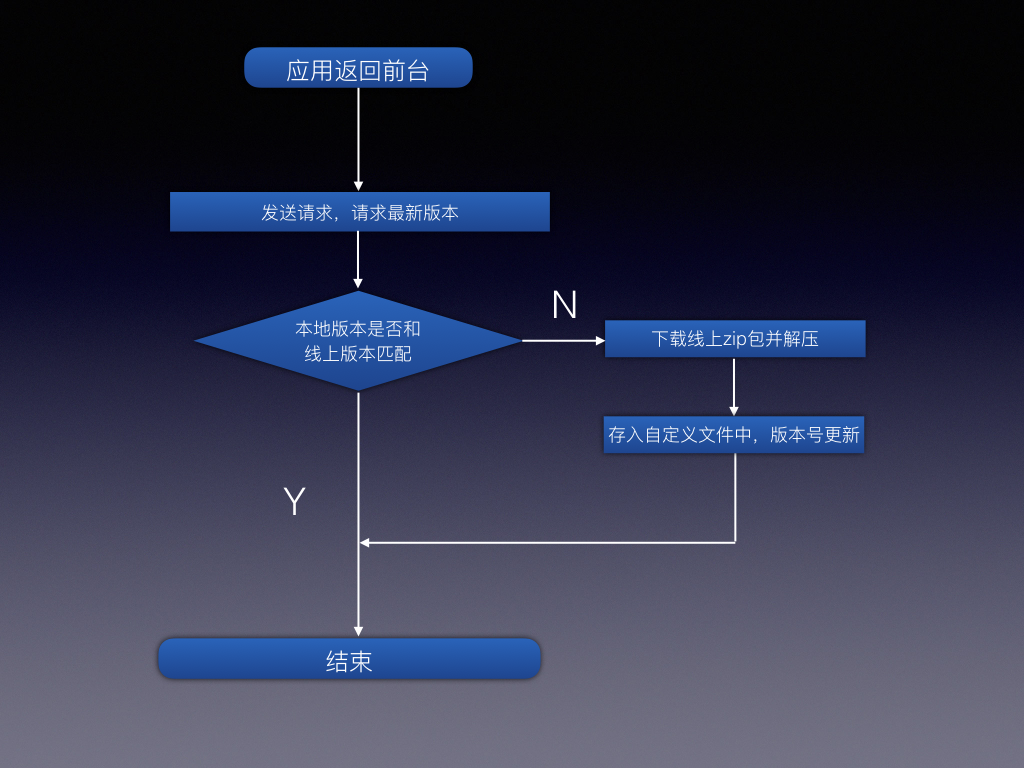 应用返回前台
发送请求，请求最新版本
本地版本是否和
线上版本匹配
N
下载线上zip包并解压
存入自定义文件中，版本号更新
Y
结束